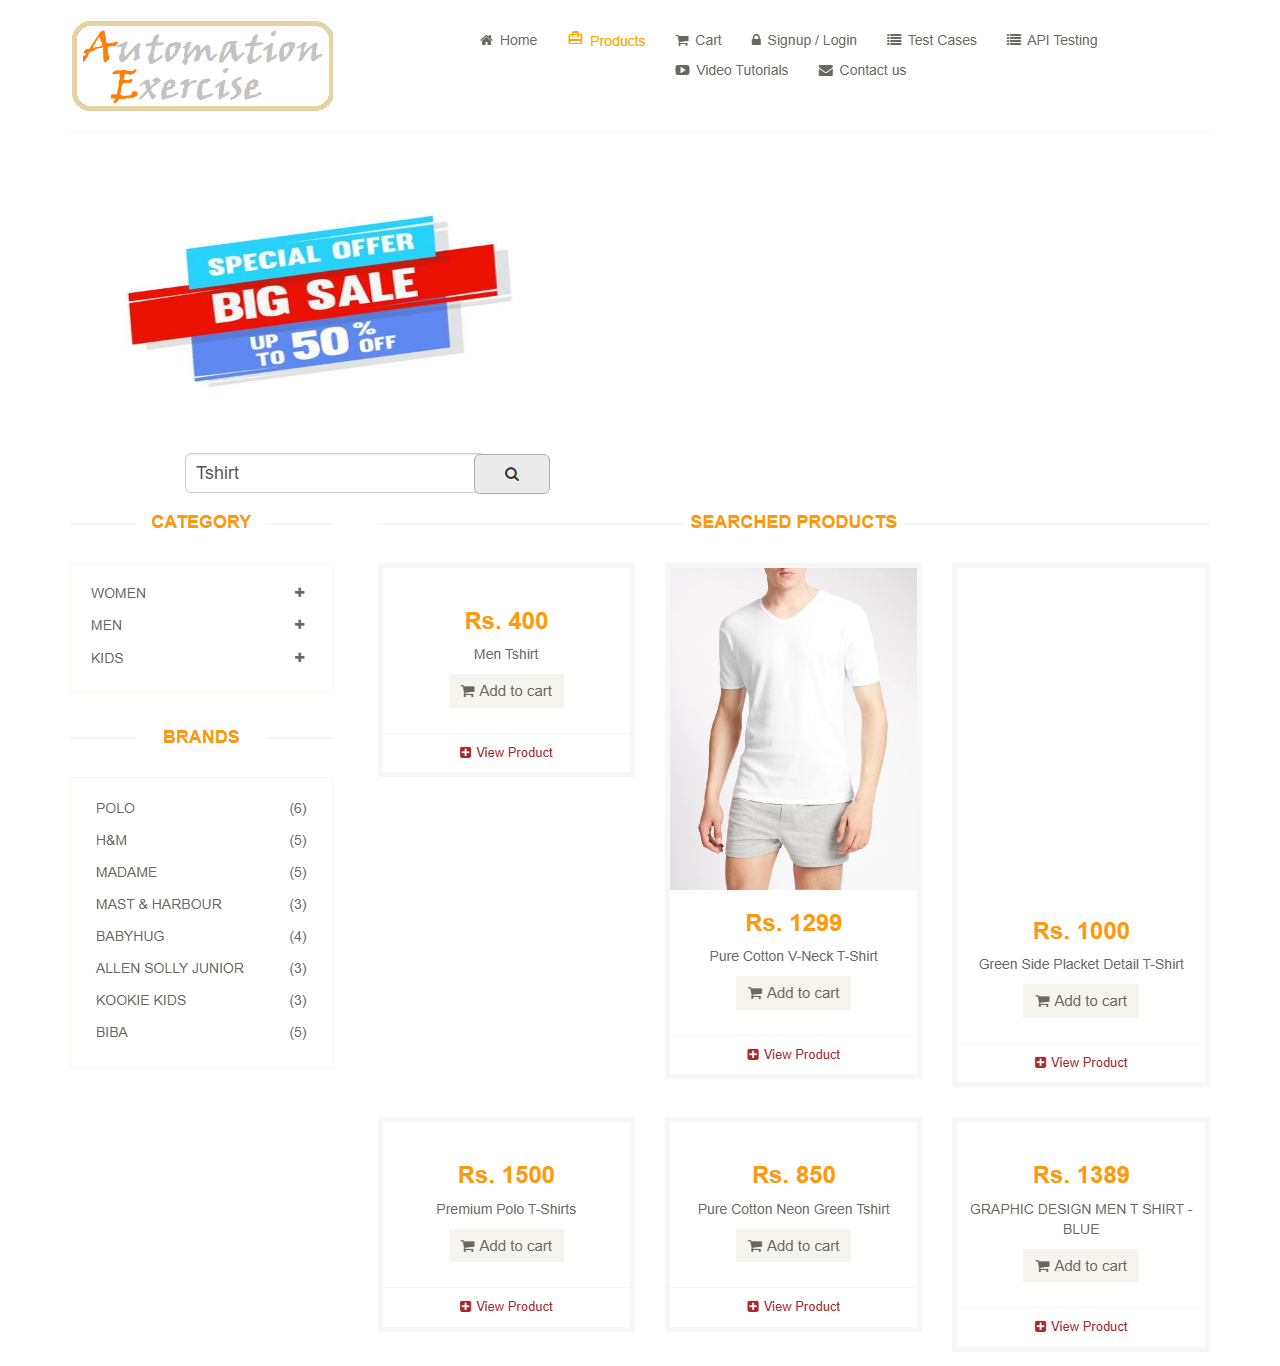 Automation
Exercise
Home
Products
Cart
Signup / Login
Test Cases
API Testing
Video Tutorials
Contact us
SPECIAL OFFER
BIG SALE
UP TO 50% OFF
Tshirt
CATEGORY
WOMEN
MEN
KIDS
BRANDS
POLO (6)
H&M (5)
MADAME (5)
MAST & HARBOUR (3)
BABYHUG (4)
ALLEN SOLLY JUNIOR (3)
KOOKIE KIDS (3)
BIBA (5)
SEARCHED PRODUCTS
Rs. 400
Men Tshirt
Add to cart
View Product
Rs. 1299
Pure Cotton V-Neck T-Shirt
Add to cart
View Product
Rs. 1000
Green Side Placket Detail T-Shirt
Add to cart
View Product
Rs. 1500
Premium Polo T-Shirts
Add to cart
View Product
Rs. 850
Pure Cotton Neon Green Tshirt
Add to cart
View Product
Rs. 1389
GRAPHIC DESIGN MEN T SHIRT -
BLUE
Add to cart
View Product